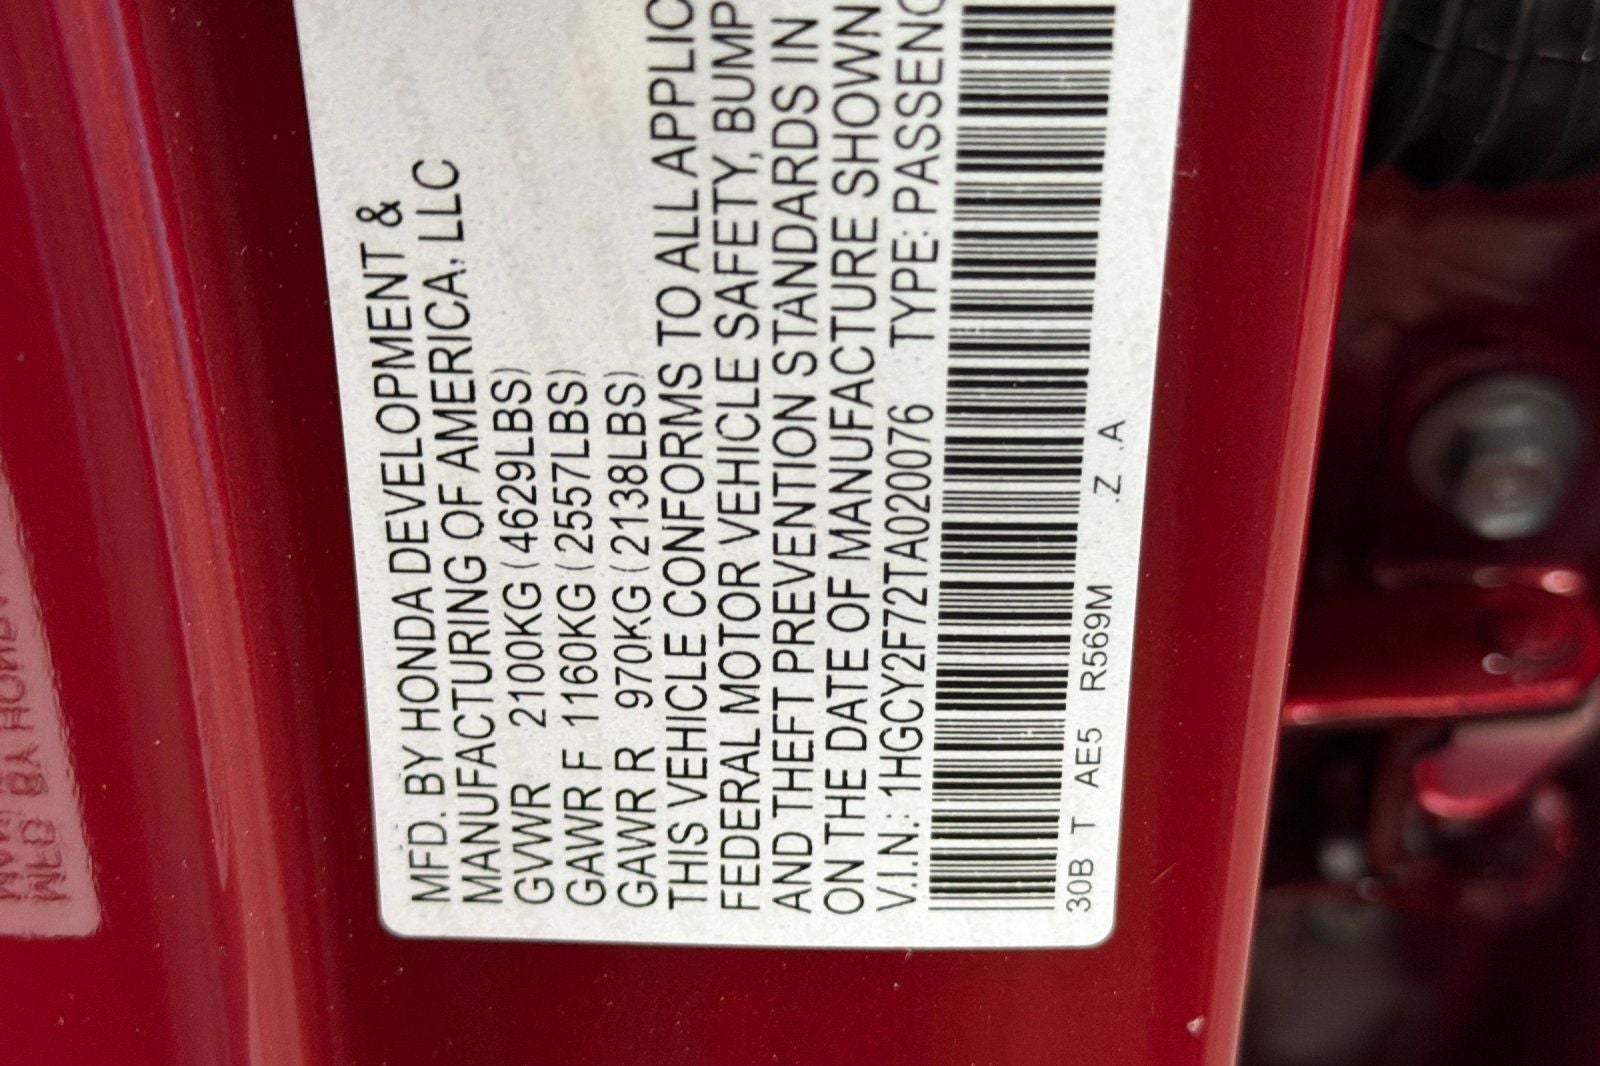 MFD. BY HONDA DEVELOPMENT &
MANUFACTURING OF AMERICA, LLC
GVWR 2100KG (4629LBS)
GAWR F 1160KG (2557LBS)
GAWR R 970KG (2138LBS)
THIS VEHICLE CONFORMS TO ALL APPLIC
FEDERAL MOTOR VEHICLE SAFETY, BUMP
AND THEFT PREVENTION STANDARDS IN
ON THE DATE OF MANUFACTURE SHOWN
V.I.N.: 1HGCY2F72TA020076 TYPE: PASSENG
30B T AE5 R569M .Z .A